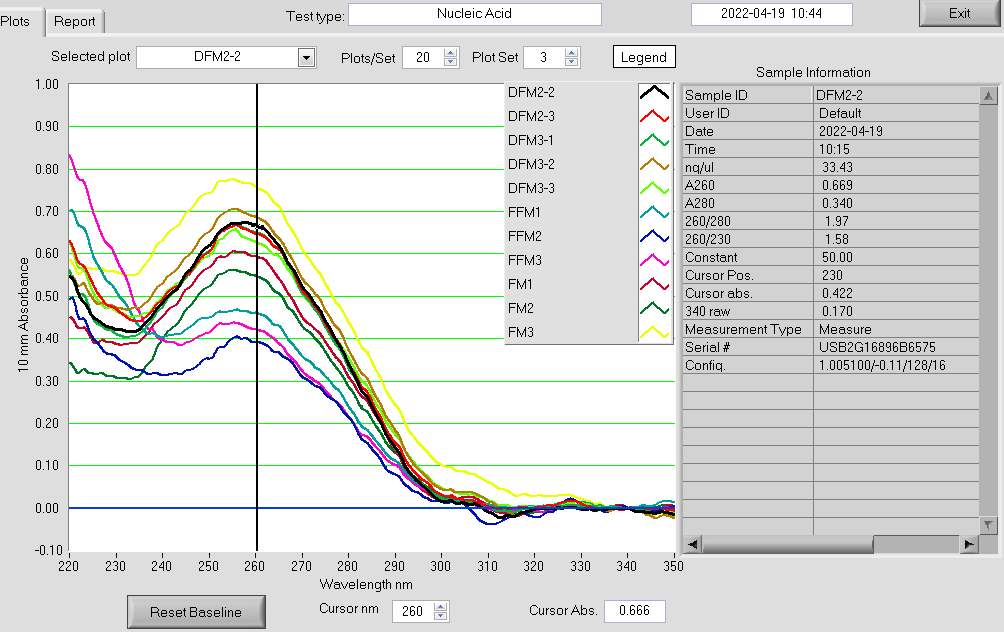 Plots Report Test type: Nucleic Acid 2022-04-19 10:44 Exit
Selected plot DFM2-2 Plots/Set 20 Plot Set 3 Legend
Sample Information
DFM2-2
DFM2-3
DFM3-1
DFM3-2
DFM3-3
FFM1
FFM2
FFM3
FM1
FM2
FM3
Sample ID DFM2-2
User ID Default
Date 2022-04-19
Time 10:15
ng/ul 33.43
A260 0.669
A280 0.340
260/280 1.97
260/230 1.58
Constant 50.00
Cursor Pos. 230
Cursor abs. 0.422
340 raw 0.170
Measurement Type Measure
Serial # USB2G16896B6575
Config. 1.005100/-0.11/128/16
10 mm Absorbance
1.00
0.90
0.80
0.70
0.60
0.50
0.40
0.30
0.20
0.10
0.00
-0.10
220 230 240 250 260 270 280 290 300 310 320 330 340 350
Wavelength nm
Reset Baseline Cursor nm 260 Cursor Abs. 0.666